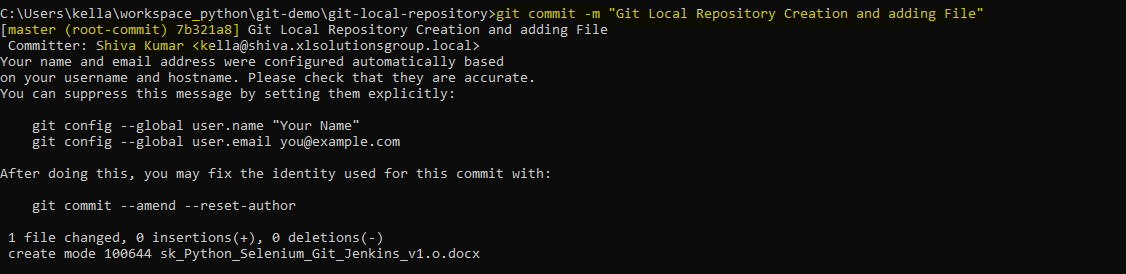 C:\Users\kella\workspace_python\git-demo\git-local-repository>git commit -m "Git Local Repository Creation and adding File"
[master (root-commit) 7b321a8] Git Local Repository Creation and adding File
 Committer: Shiva Kumar <kella@shiva.xlsolutionsgroup.local>
Your name and email address were configured automatically based
on your username and hostname. Please check that they are accurate.
You can suppress this message by setting them explicitly:

    git config --global user.name "Your Name"
    git config --global user.email you@example.com

After doing this, you may fix the identity used for this commit with:

    git commit --amend --reset-author

 1 file changed, 0 insertions(+), 0 deletions(-)
 create mode 100644 sk_Python_Selenium_Git_Jenkins_v1.o.docx